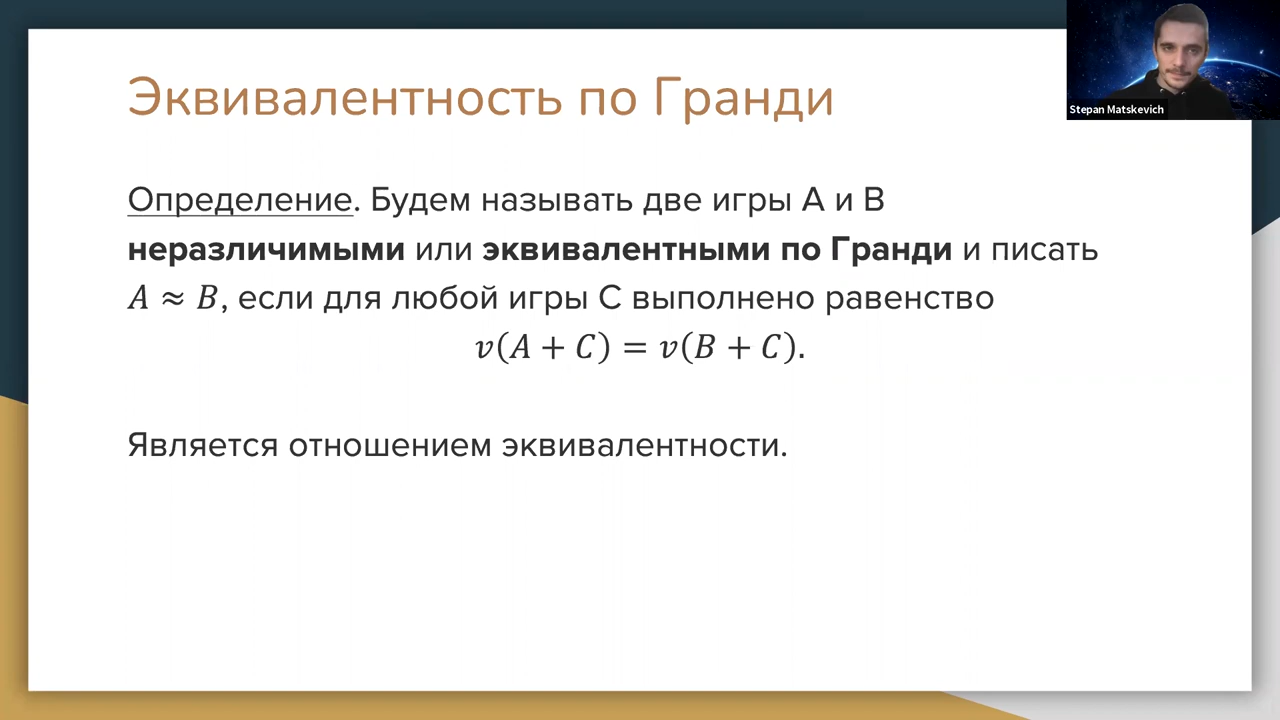 Эквивалентность по Гранди
Stepan Matskevich
Определение. Будем называть две игры A и B
неразличимыми или эквивалентными по Гранди и писать
A ≈ B, если для любой игры C выполнено равенство
v(A + C) = v(B + C).
Является отношением эквивалентности.